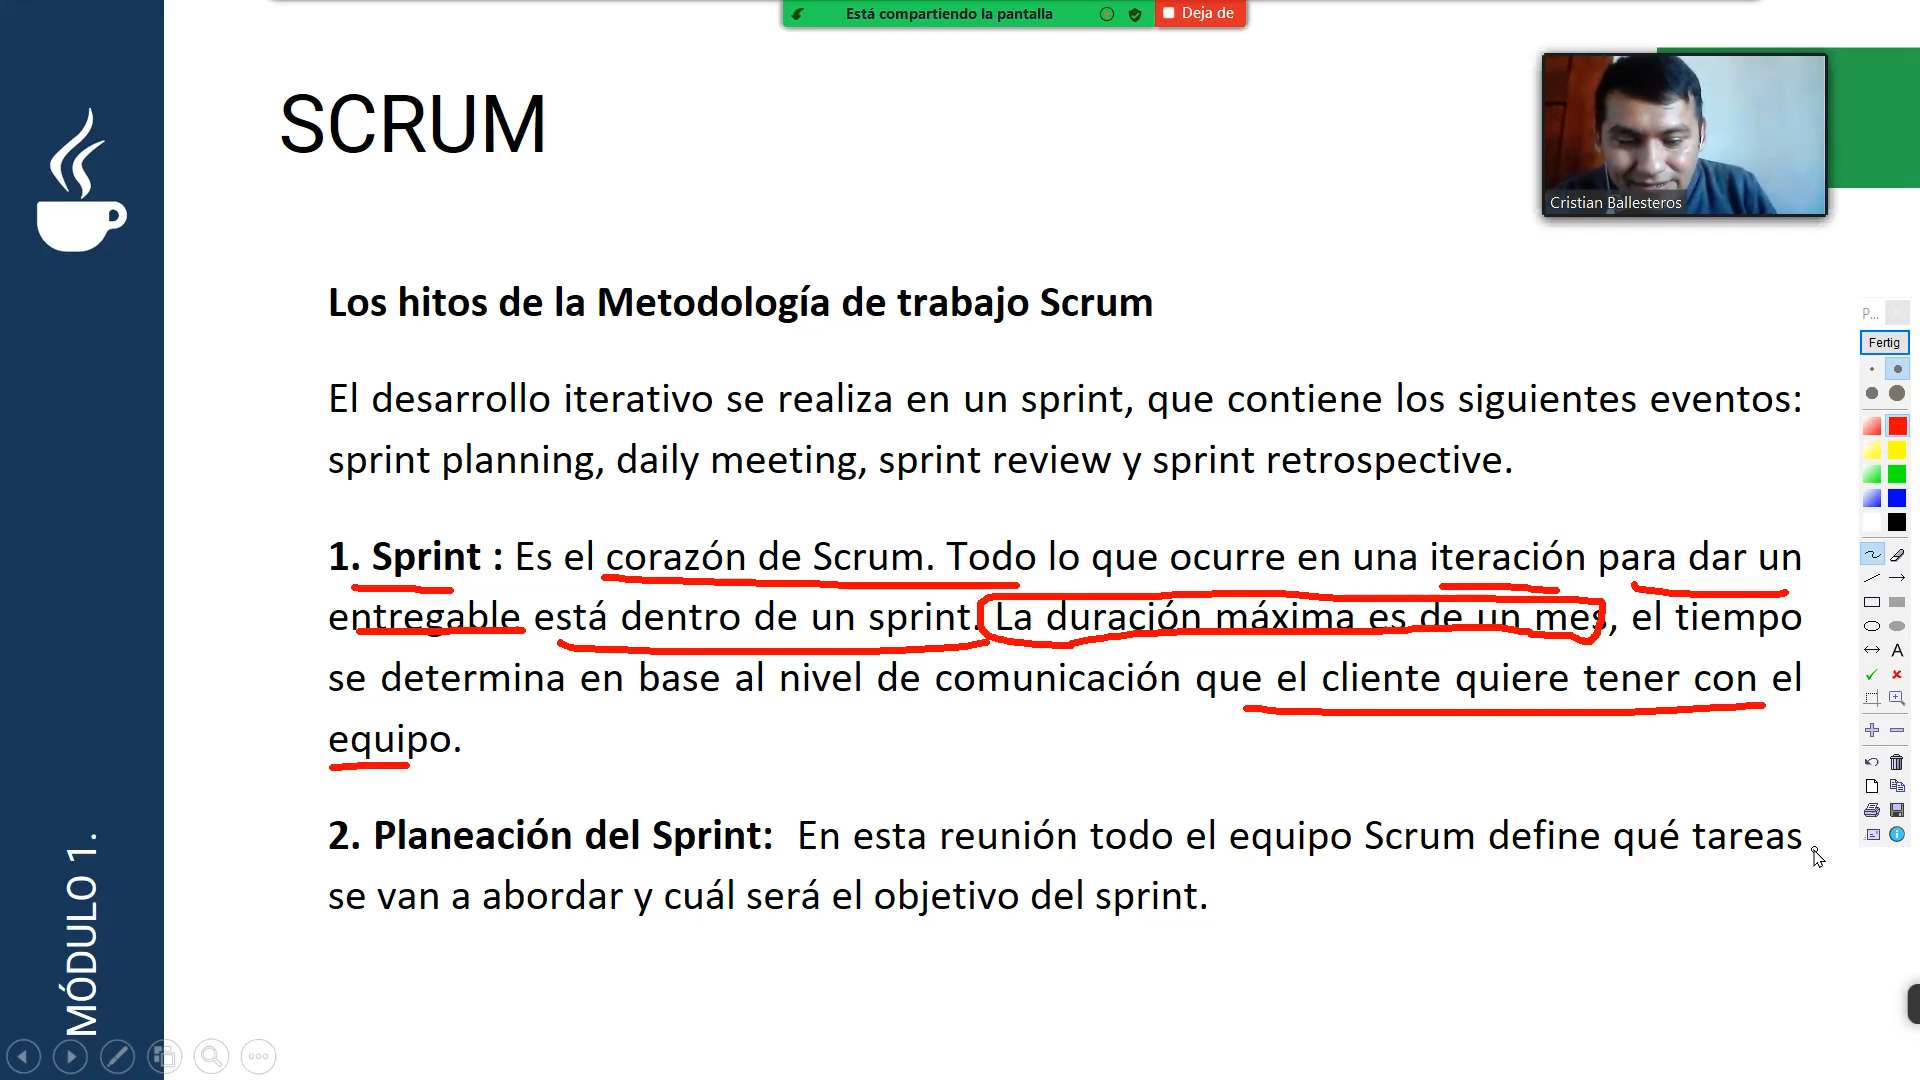 Está compartiendo la pantalla
Deja de
SCRUM
Cristian Ballesteros
Los hitos de la Metodología de trabajo Scrum
El desarrollo iterativo se realiza en un sprint, que contiene los siguientes eventos:
sprint planning, daily meeting, sprint review y sprint retrospective.
1. Sprint : Es el corazón de Scrum. Todo lo que ocurre en una iteración para dar un
entregable está dentro de un sprint. La duración máxima es de un mes, el tiempo
se determina en base al nivel de comunicación que el cliente quiere tener con el
equipo.
2. Planeación del Sprint: En esta reunión todo el equipo Scrum define qué tareas
se van a abordar y cuál será el objetivo del sprint.
MÓDULO 1.
P...
Fertig
A